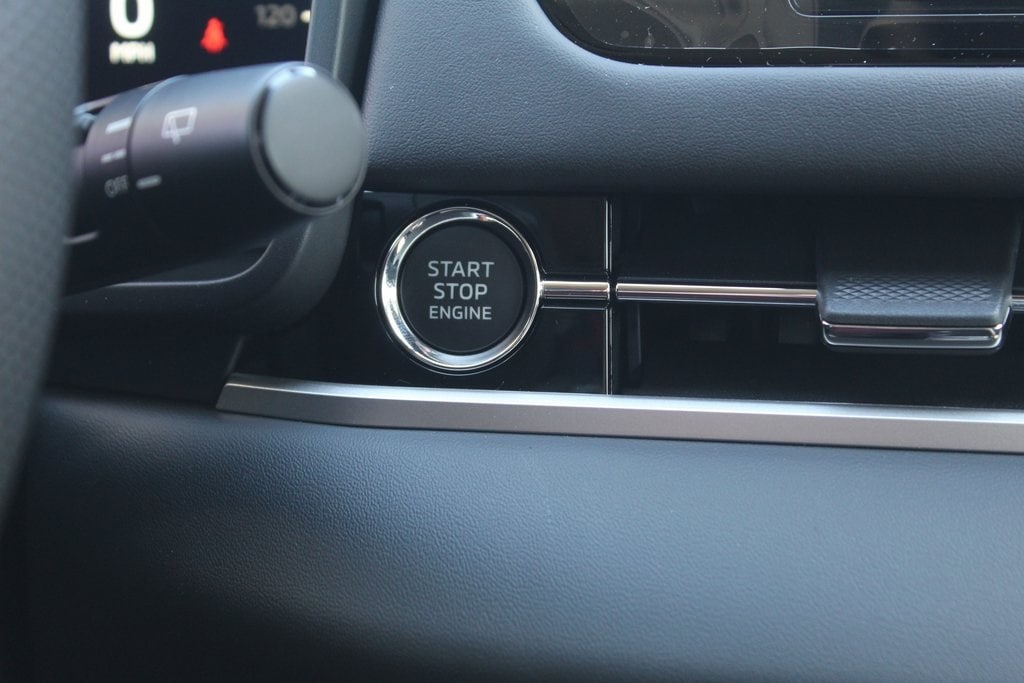 0
MPH
120
OFF
START
STOP
ENGINE